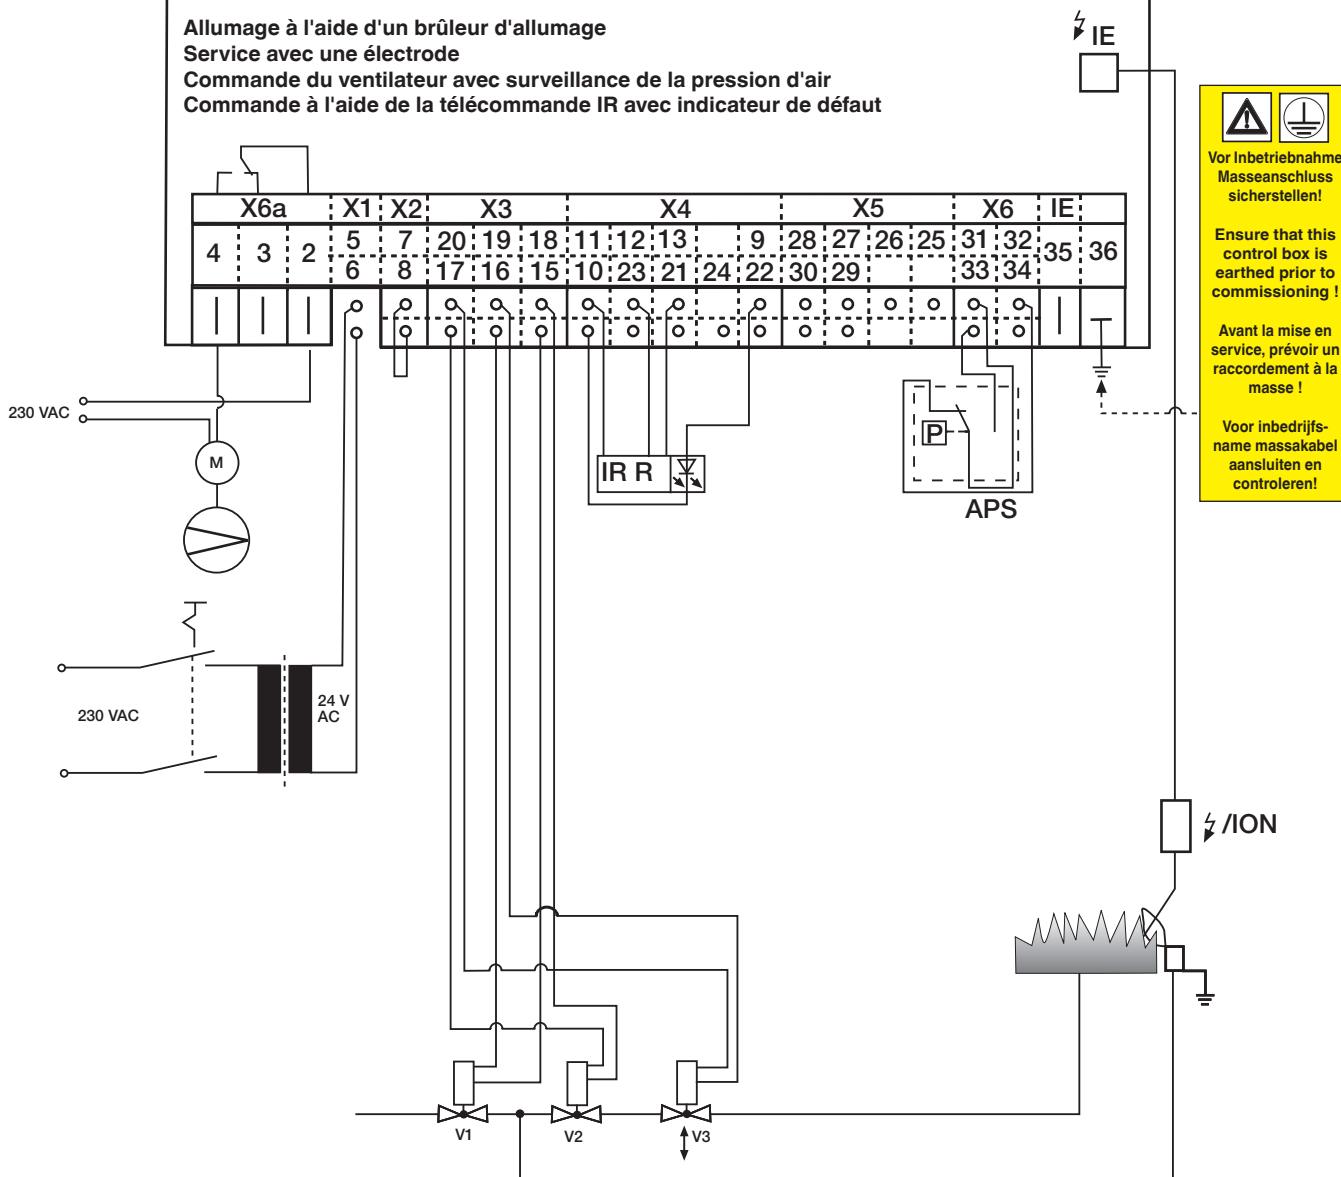 Allumage à l'aide d'un brûleur d'allumage
Service avec une électrode
Commande du ventilateur avec surveillance de la pression d'air
Commande à l'aide de la télécommande IR avec indicateur de défaut
IE
Vor Inbetriebnahme
Masseanschluss
sicherstellen!
Ensure that this
control box is
earthed prior to
commissioning !
Avant la mise en
service, prévoir un
raccordement à la
masse !
Voor inbedrijfs-
name massakabel
aansluiten en
controleren!
X6a X1 X2 X3 X4 X5 X6 IE
4 3 2 5 7 20 19 18 11 12 13 9 28 27 26 25 31 32 35 36
6 8 17 16 15 10 23 21 24 22 30 29 33 34
230 VAC
M
IR R
P
APS
230 VAC
24 V
AC
/ION
V1
V2
V3